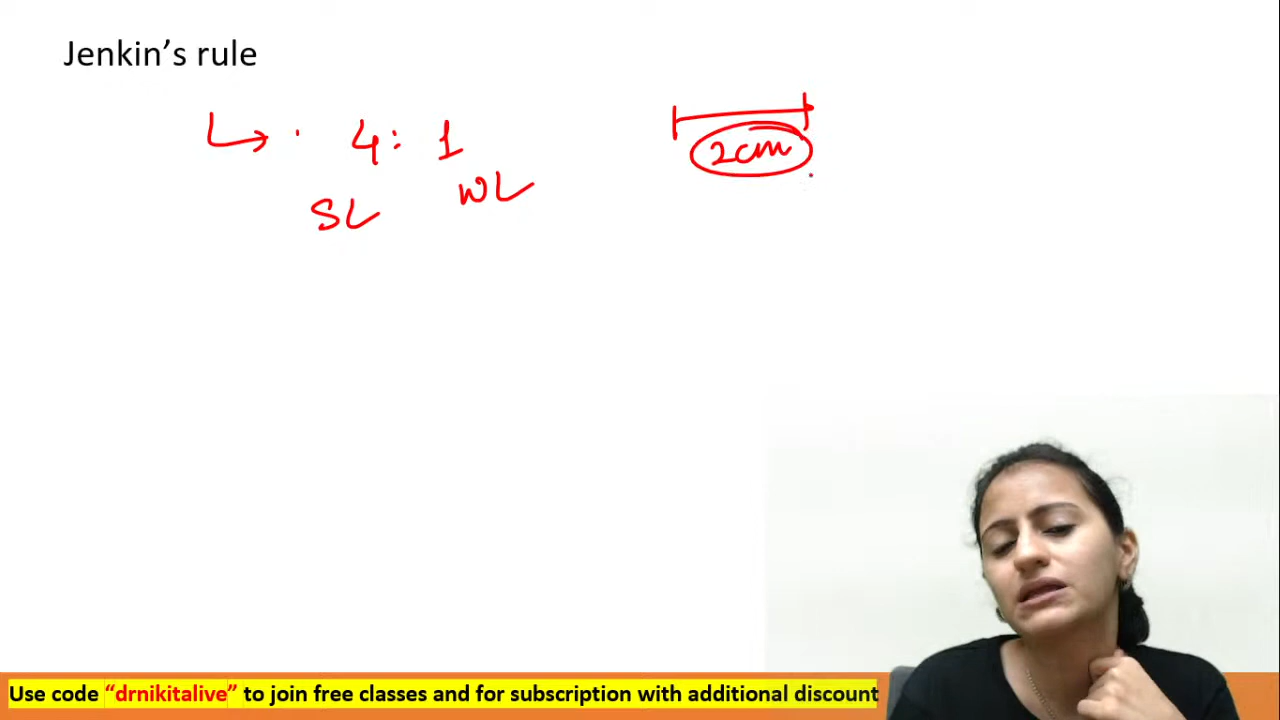 Jenkin’s rule
4: 1
2cm
WL
SL
Use code “drnikitalive” to join free classes and for subscription with additional discount